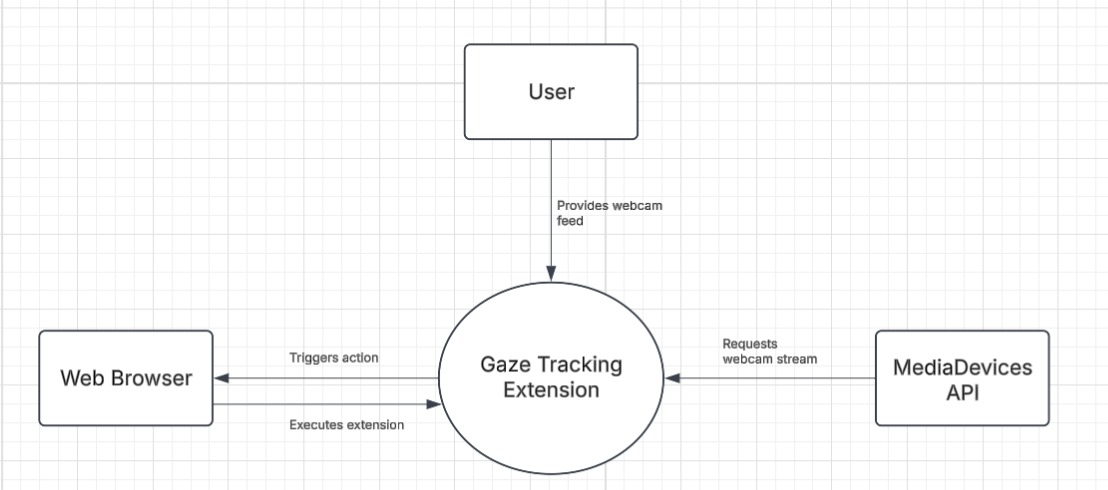 User
Provides webcam
feed
Triggers action
Requests
webcam stream
Web Browser
Gaze Tracking
Extension
MediaDevices
API
Executes extension